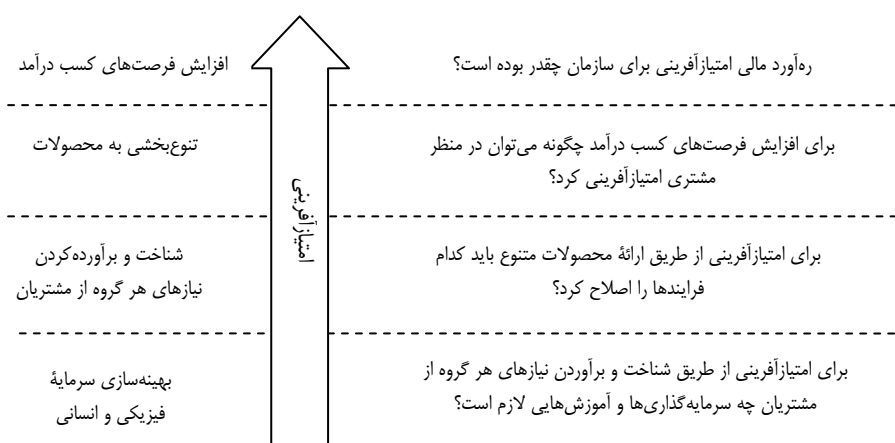 ره‌آورد مالی امتیازآفرینی برای سازمان چقدر بوده است؟
افزایش فرصت‌های کسب درآمد
برای افزایش فرصت‌های کسب درآمد چگونه می‌توان در منظر
مشتری امتیازآفرینی کرد؟
تنوع‌بخشی به محصولات
امتیازآفرینی
برای امتیازآفرینی از طریق ارائهٔ محصولات متنوع باید کدام
فرایندها را اصلاح کرد؟
شناخت و برآورده‌کردن
نیازهای هر گروه از مشتریان
برای امتیازآفرینی از طریق شناخت و برآوردن نیازهای هر گروه از
مشتریان چه سرمایه‌گذاری‌ها و آموزش‌هایی لازم است؟
بهینه‌سازی سرمایهٔ
فیزیکی و انسانی